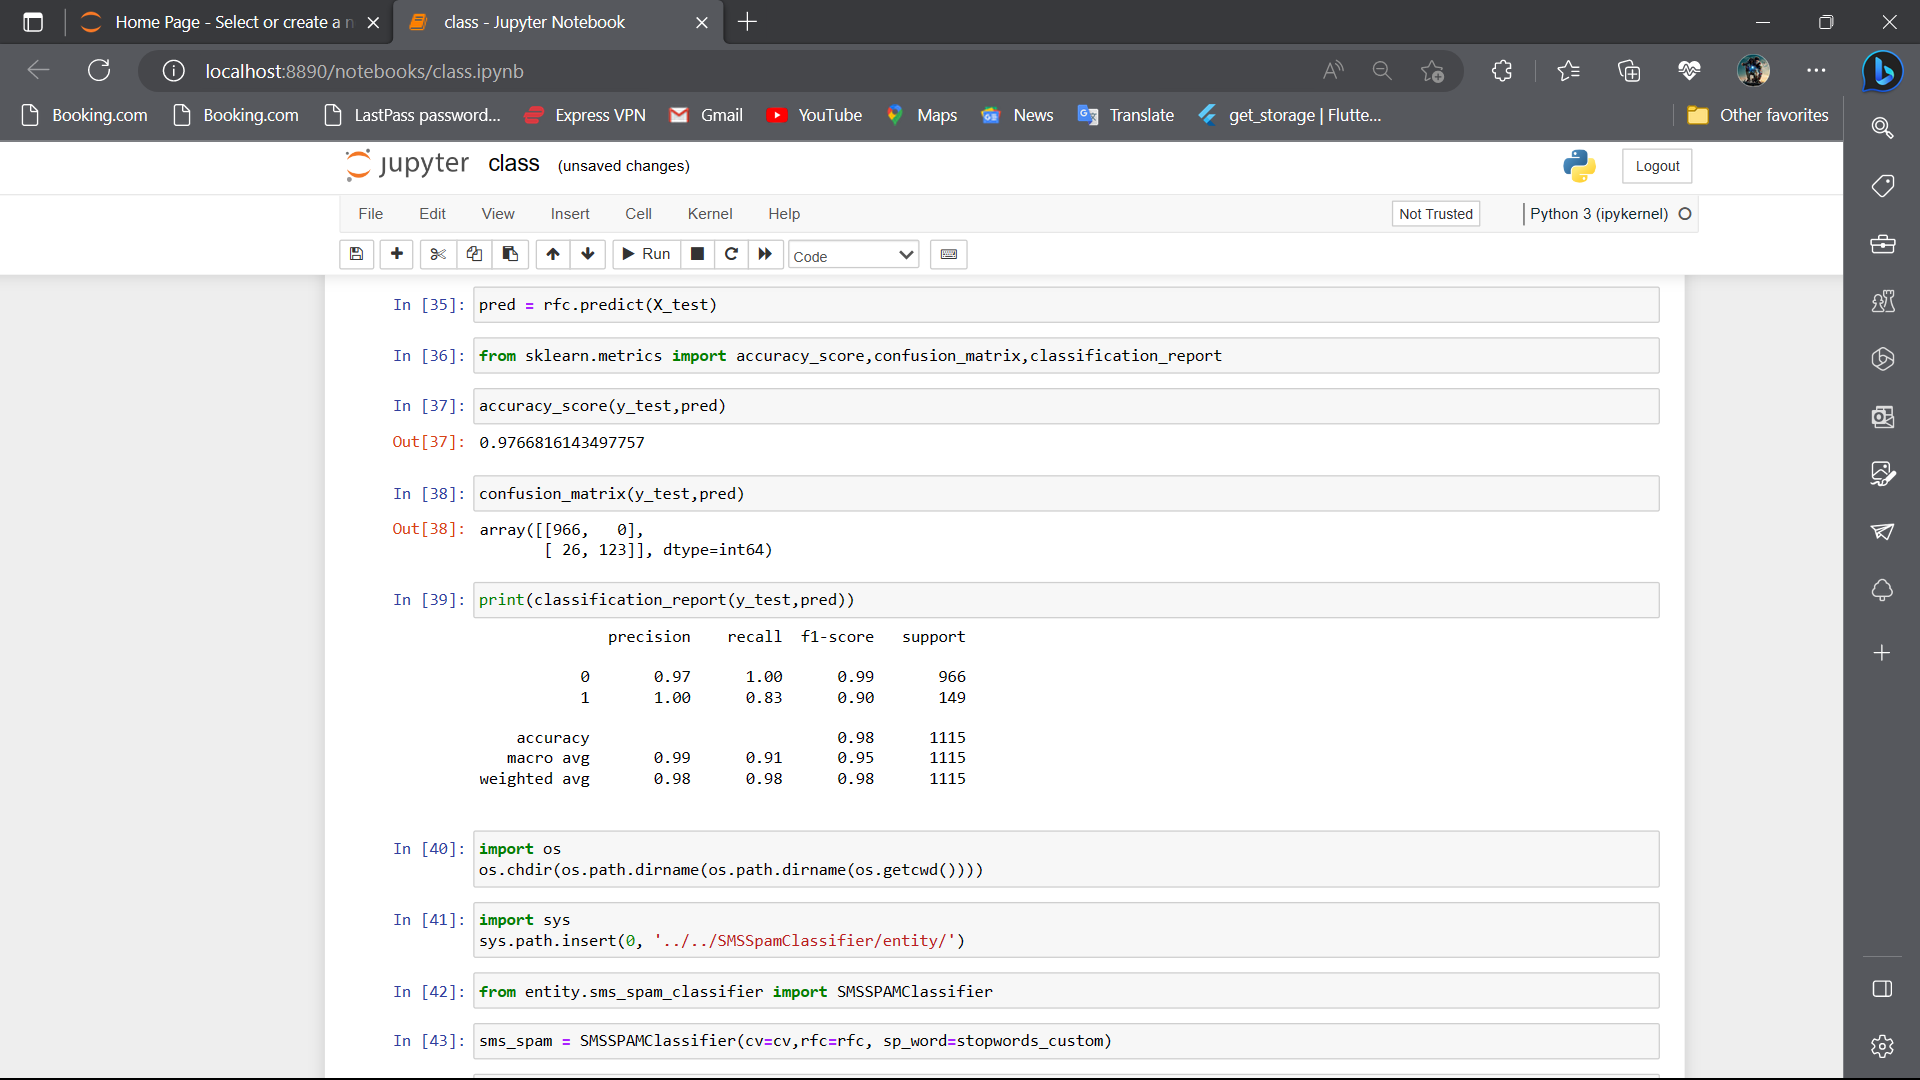 Home Page - Select or create a n
class - Jupyter Notebook
localhost:8890/notebooks/class.ipynb
Booking.com
Booking.com
LastPass password...
Express VPN
Gmail
YouTube
Maps
News
Translate
get_storage | Flutte...
Other favorites
jupyter class (unsaved changes)
Logout
File Edit View Insert Cell Kernel Help
Not Trusted
Python 3 (ipykernel)
Run
Code
In [35]: pred = rfc.predict(X_test)
In [36]: from sklearn.metrics import accuracy_score,confusion_matrix,classification_report
In [37]: accuracy_score(y_test,pred)
Out[37]: 0.9766816143497757
In [38]: confusion_matrix(y_test,pred)
Out[38]: array([[966,   0],
       [ 26, 123]], dtype=int64)
In [39]: print(classification_report(y_test,pred))
precision recall f1-score support
0 0.97 1.00 0.99 966
1 1.00 0.83 0.90 149
accuracy 0.98 1115
macro avg 0.99 0.91 0.95 1115
weighted avg 0.98 0.98 0.98 1115
In [40]: import os
os.chdir(os.path.dirname(os.path.dirname(os.getcwd())))
In [41]: import sys
sys.path.insert(0, '../../SMSSpamClassifier/entity/')
In [42]: from entity.sms_spam_classifier import SMSSPAMClassifier
In [43]: sms_spam = SMSSPAMClassifier(cv=cv,rfc=rfc, sp_word=stopwords_custom)